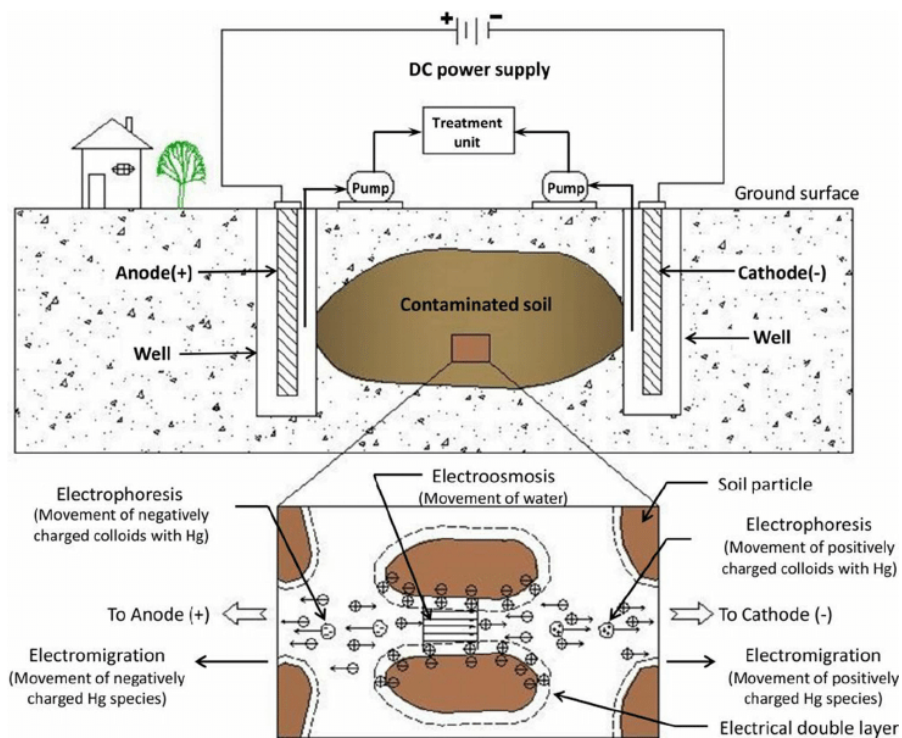 + −
DC power supply
Treatment
unit
Pump
Pump
Ground surface
Anode(+)
Cathode(-)
Contaminated soil
Well
Well
Electrophoresis
(Movement of negatively
charged colloids with Hg)
Electroosmosis
(Movement of water)
Soil particle
Electrophoresis
(Movement of positively
charged colloids with Hg)
To Anode (+)
To Cathode (-)
Electromigration
(Movement of negatively
charged Hg species)
Electromigration
(Movement of positively
charged Hg species)
Electrical double layer